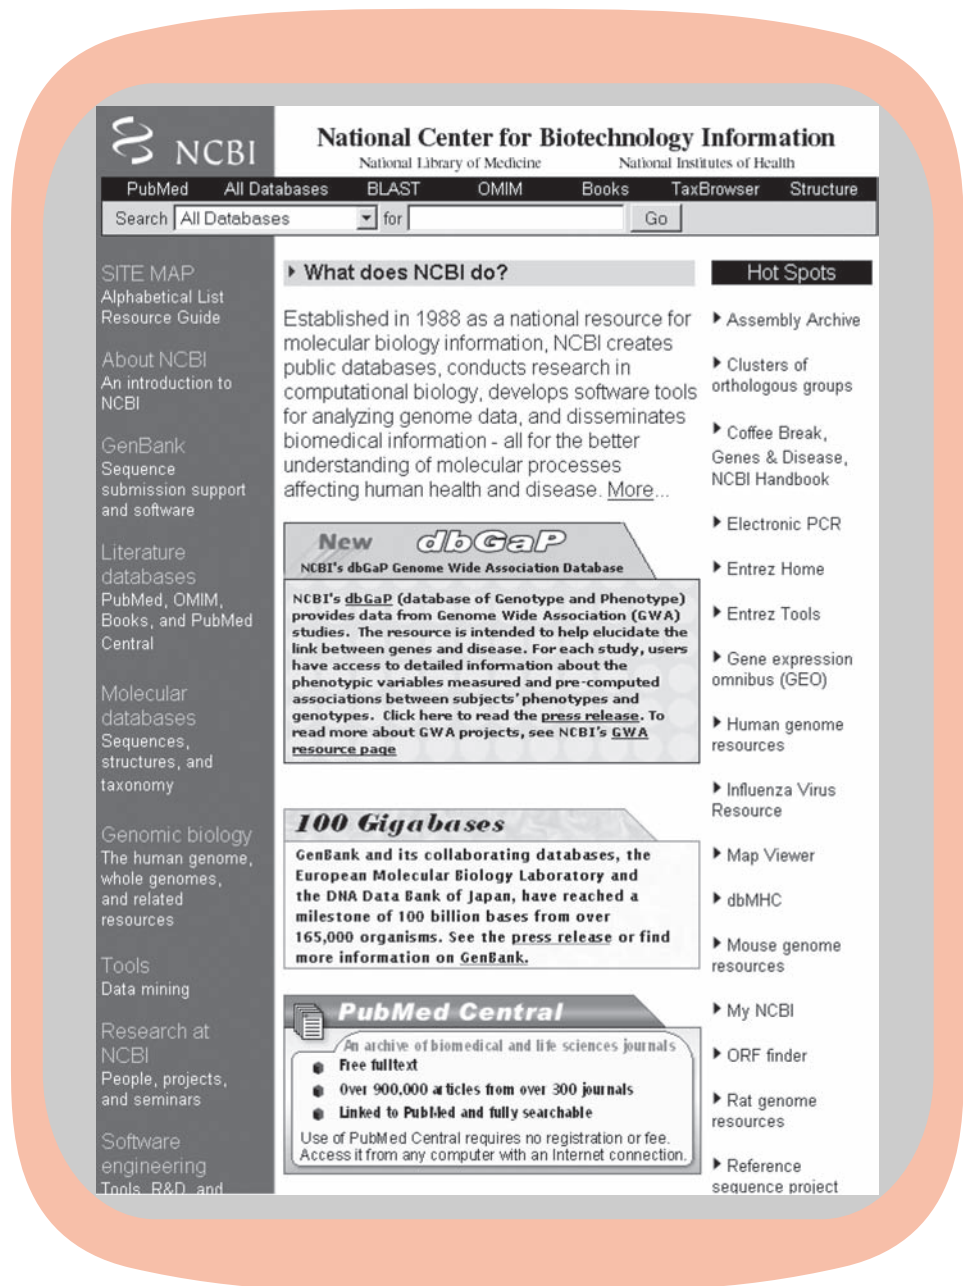 NCBI
National Center for Biotechnology Information
National Library of Medicine National Institutes of Health
PubMed All Databases BLAST OMIM Books TaxBrowser Structure
Search All Databases for Go
SITE MAP
Alphabetical List
Resource Guide
About NCBI
An introduction to
NCBI
GenBank
Sequence
submission support
and software
Literature
databases
PubMed, OMIM,
Books, and PubMed
Central
Molecular
databases
Sequences,
structures, and
taxonomy
Genomic biology
The human genome,
whole genomes,
and related
resources
Tools
Data mining
Research at
NCBI
People, projects,
and seminars
Software
engineering
Tools, R&D, and
What does NCBI do?
Established in 1988 as a national resource for
molecular biology information, NCBI creates
public databases, conducts research in
computational biology, develops software tools
for analyzing genome data, and disseminates
biomedical information - all for the better
understanding of molecular processes
affecting human health and disease. More...
New dbGaP
NCBI's dbGaP Genome Wide Association Database
NCBI's dbGaP (database of Genotype and Phenotype)
provides data from Genome Wide Association (GWA)
studies. The resource is intended to help elucidate the
link between genes and disease. For each study, users
have access to detailed information about the
phenotypic variables measured and pre-computed
associations between subjects' phenotypes and
genotypes. Click here to read the press release. To
read more about GWA projects, see NCBI's GWA
resource page
100 Gigabases
GenBank and its collaborating databases, the
European Molecular Biology Laboratory and
the DNA Data Bank of Japan, have reached a
milestone of 100 billion bases from over
165,000 organisms. See the press release or find
more information on GenBank.
PubMed Central
An archive of biomedical and life sciences journals
Free fulltext
Over 900,000 articles from over 300 journals
Linked to PubMed and fully searchable
Use of PubMed Central requires no registration or fee.
Access it from any computer with an Internet connection.
Hot Spots
Assembly Archive
Clusters of
orthologous groups
Coffee Break,
Genes & Disease,
NCBI Handbook
Electronic PCR
Entrez Home
Entrez Tools
Gene expression
omnibus (GEO)
Human genome
resources
Influenza Virus
Resource
Map Viewer
dbMHC
Mouse genome
resources
My NCBI
ORF finder
Rat genome
resources
Reference
sequence project